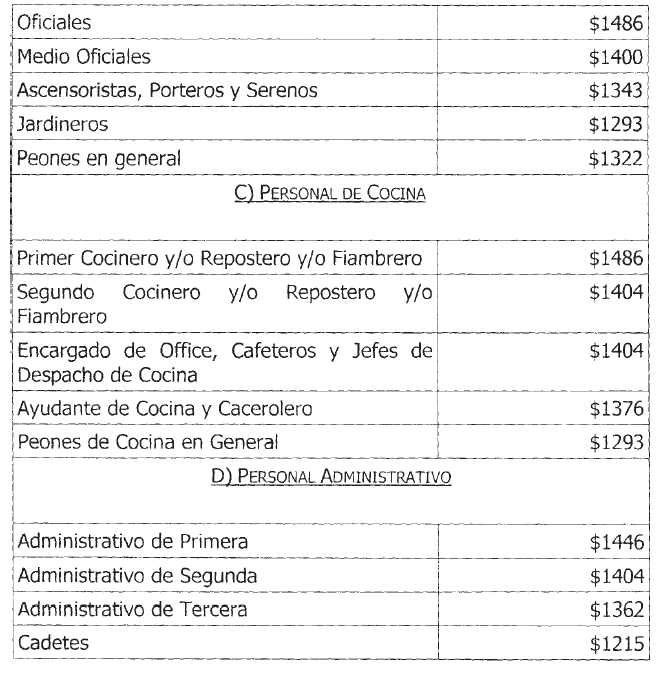 Oficiales $1486
Medio Oficiales $1400
Ascensoristas, Porteros y Serenos $1343
Jardineros $1293
Peones en general $1322
C) PERSONAL DE COCINA
Primer Cocinero y/o Repostero y/o Fiambrero $1486
Segundo Cocinero y/o Repostero y/o $1404
Fiambrero
Encargado de Office, Cafeteros y Jefes de $1404
Despacho de Cocina
Ayudante de Cocina y Cacerolero $1376
Peones de Cocina en General $1293
D) PERSONAL ADMINISTRATIVO
Administrativo de Primera $1446
Administrativo de Segunda $1404
Administrativo de Tercera $1362
Cadetes $1215